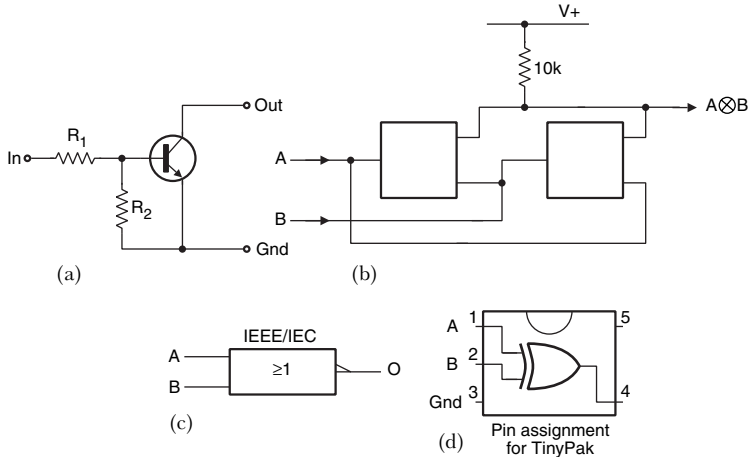 V+
10k
A⊗B
Out
R1
In
R2
Gnd
A
B
(a)
(b)
IEEE/IEC
A
B
≥1
O
(c)
A
1
5
B
2
Gnd
3
4
(d)
Pin assignment
for TinyPak